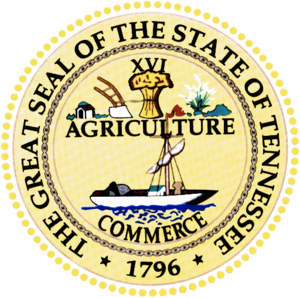 THE GREAT SEAL OF THE STATE OF TENNESSEE
XVI
AGRICULTURE
COMMERCE
1796